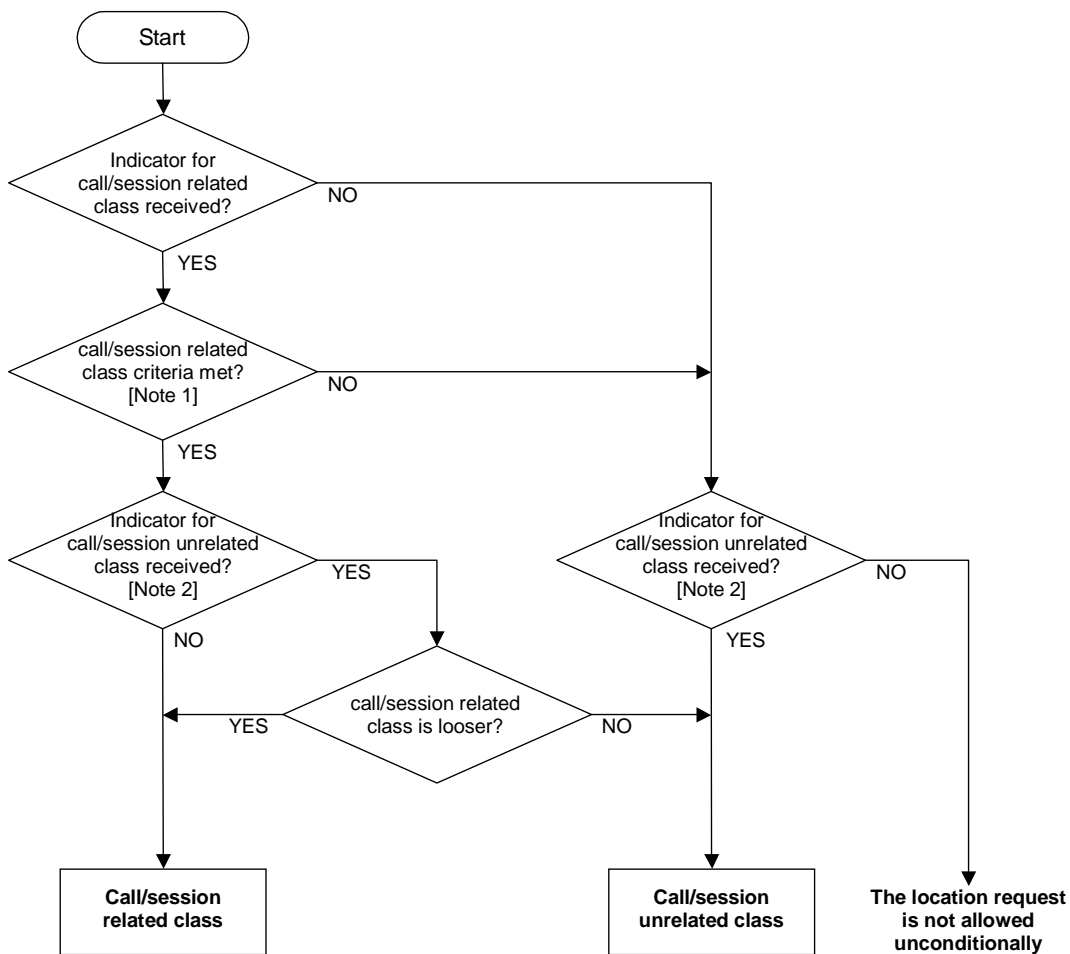 Start
Indicator for
call/session related
class received?
NO
YES
call/session related
class criteria met?
[Note 1]
NO
YES
Indicator for
call/session unrelated
class received?
[Note 2]
YES
NO
Indicator for
call/session unrelated
class received?
[Note 2]
NO
YES
call/session related
class is looser?
YES
NO
Call/session
related class
Call/session
unrelated class
The location request
is not allowed
unconditionally